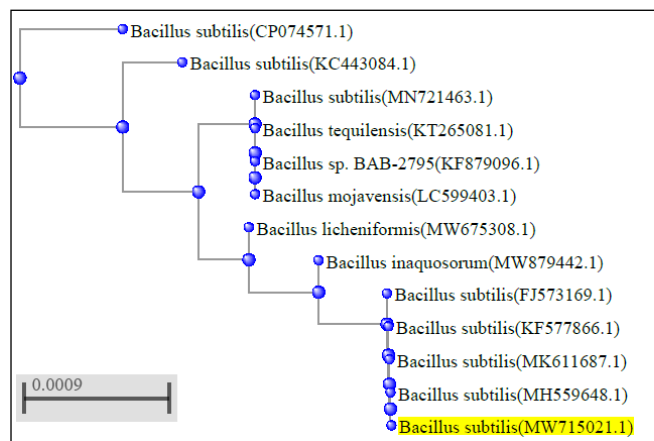 Bacillus subtilis(CP074571.1)
Bacillus subtilis(KC443084.1)
Bacillus subtilis(MN721463.1)
Bacillus tequilensis(KT265081.1)
Bacillus sp. BAB-2795(KF879096.1)
Bacillus mojavensis(LC599403.1)
Bacillus licheniformis(MW675308.1)
Bacillus inaquosorum(MW879442.1)
Bacillus subtilis(FJ573169.1)
Bacillus subtilis(KF577866.1)
Bacillus subtilis(MK611687.1)
Bacillus subtilis(MH559648.1)
Bacillus subtilis(MW715021.1)
0.0009